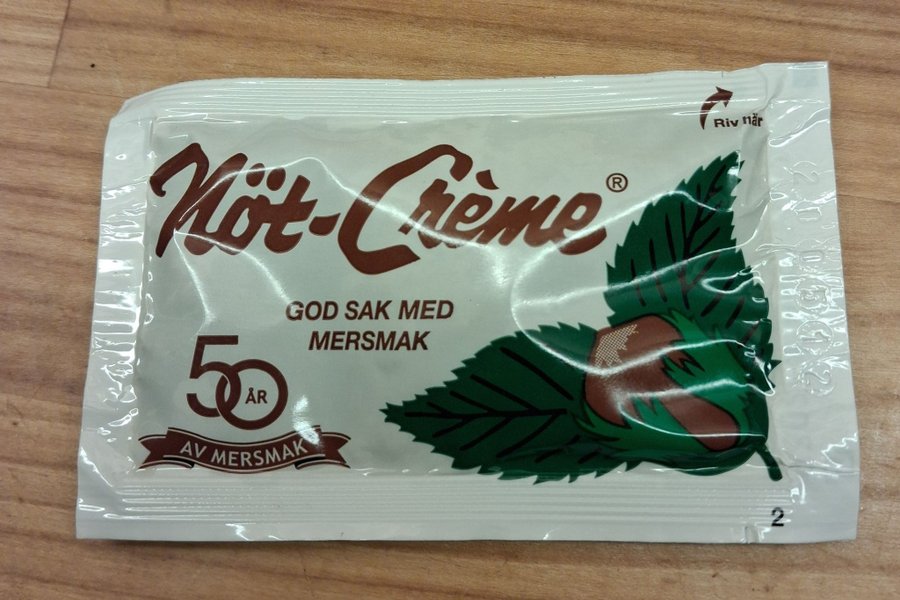 Riv här
Nöt-Crème®
GOD SAK MED
MERSMAK
50
ÅR
AV MERSMAK
2